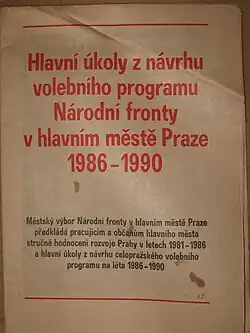 Hlavní úkoly z návrhu
volebního programu
Národní fronty
v hlavním městě Praze
1986–1990
Městský výbor Národní fronty v hlavním městě Praze
předkládá pracujícím a občanům hlavního města
stručné hodnocení rozvoje Prahy v letech 1981–1986
a hlavní úkoly z návrhu celopražského volebního
programu na léta 1986–1990